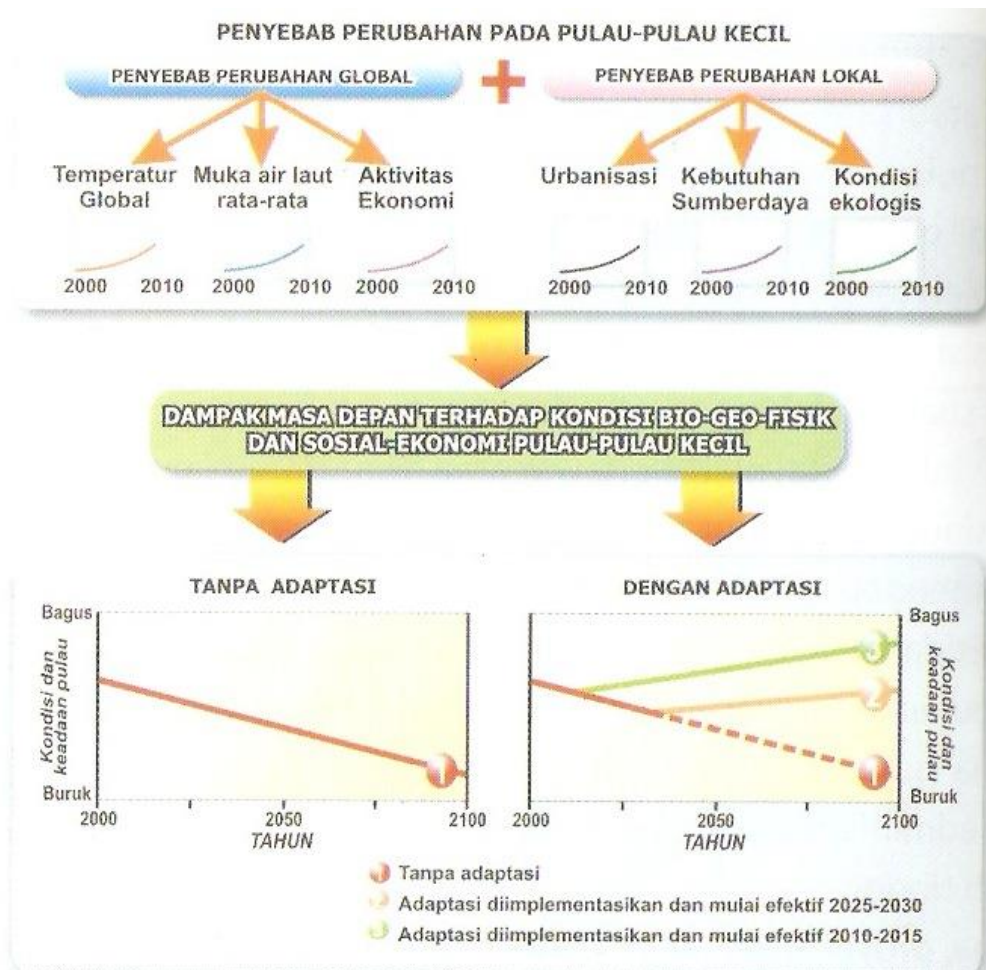 PENYEBAB PERUBAHAN PADA PULAU-PULAU KECIL
PENYEBAB PERUBAHAN GLOBAL + PENYEBAB PERUBAHAN LOKAL
Temperatur Global
Muka air laut rata-rata
Aktivitas Ekonomi
Urbanisasi
Kebutuhan Sumberdaya
Kondisi ekologis
2000 2010 2000 2010 2000 2010 2000 2010 2000 2010 2000 2010
DAMPAK MASA DEPAN TERHADAP KONDISI BIO-GEO-FISIK
DAN SOSIAL-EKONOMI PULAU-PULAU KECIL
TANPA ADAPTASI
Bagus
Kondisi dan
keadaan pulau
Buruk
1
2000 2050 2100
TAHUN
DENGAN ADAPTASI
Bagus
Kondisi dan
keadaan pulau
Buruk
3
2
1
2000 2050 2100
TAHUN
1 Tanpa adaptasi
2 Adaptasi diimplementasikan dan mulai efektif 2025-2030
3 Adaptasi diimplementasikan dan mulai efektif 2010-2015